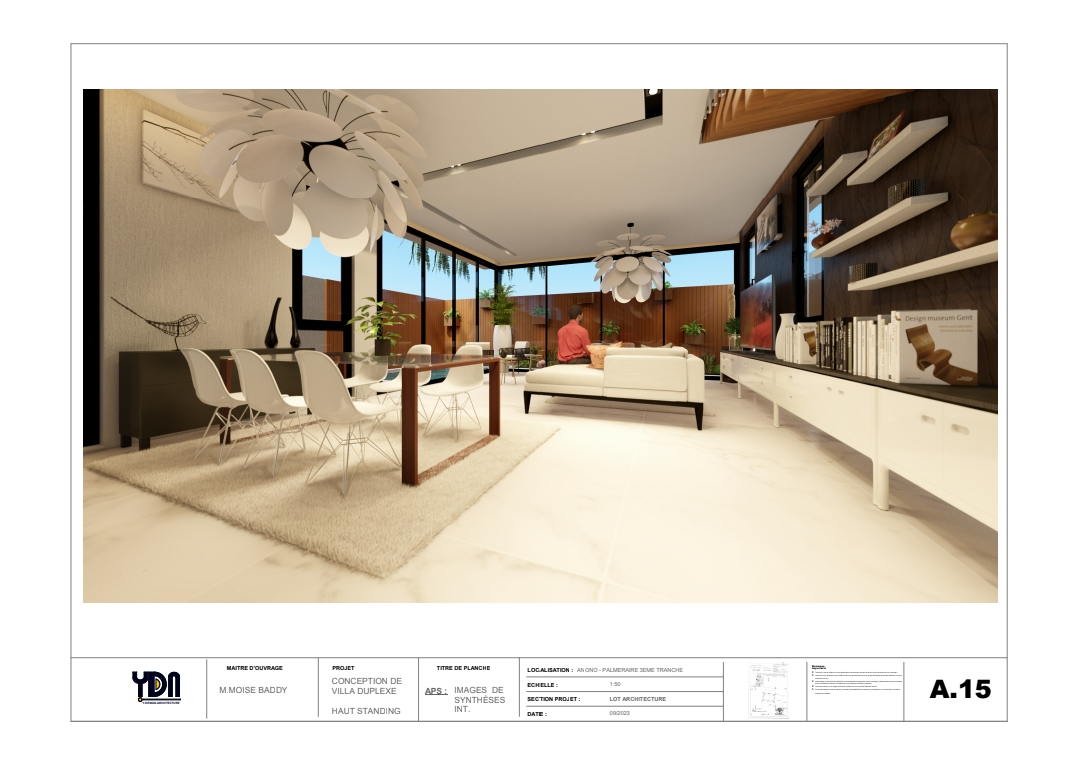 Design museum Gent
YDN
MAITRE D'OUVRAGE
M.MOISE BADDY
PROJET
CONCEPTION DE
VILLA DUPLEXE
HAUT STANDING
TITRE DE PLANCHE
APS : IMAGES DE
SYNTHÈSES
INT.
LOCALISATION : ANONO - PALMERAIRE 3EME TRANCHE
ECHELLE : 1:50
SECTION PROJET : LOT ARCHITECTURE
DATE : 09/2023
A.15